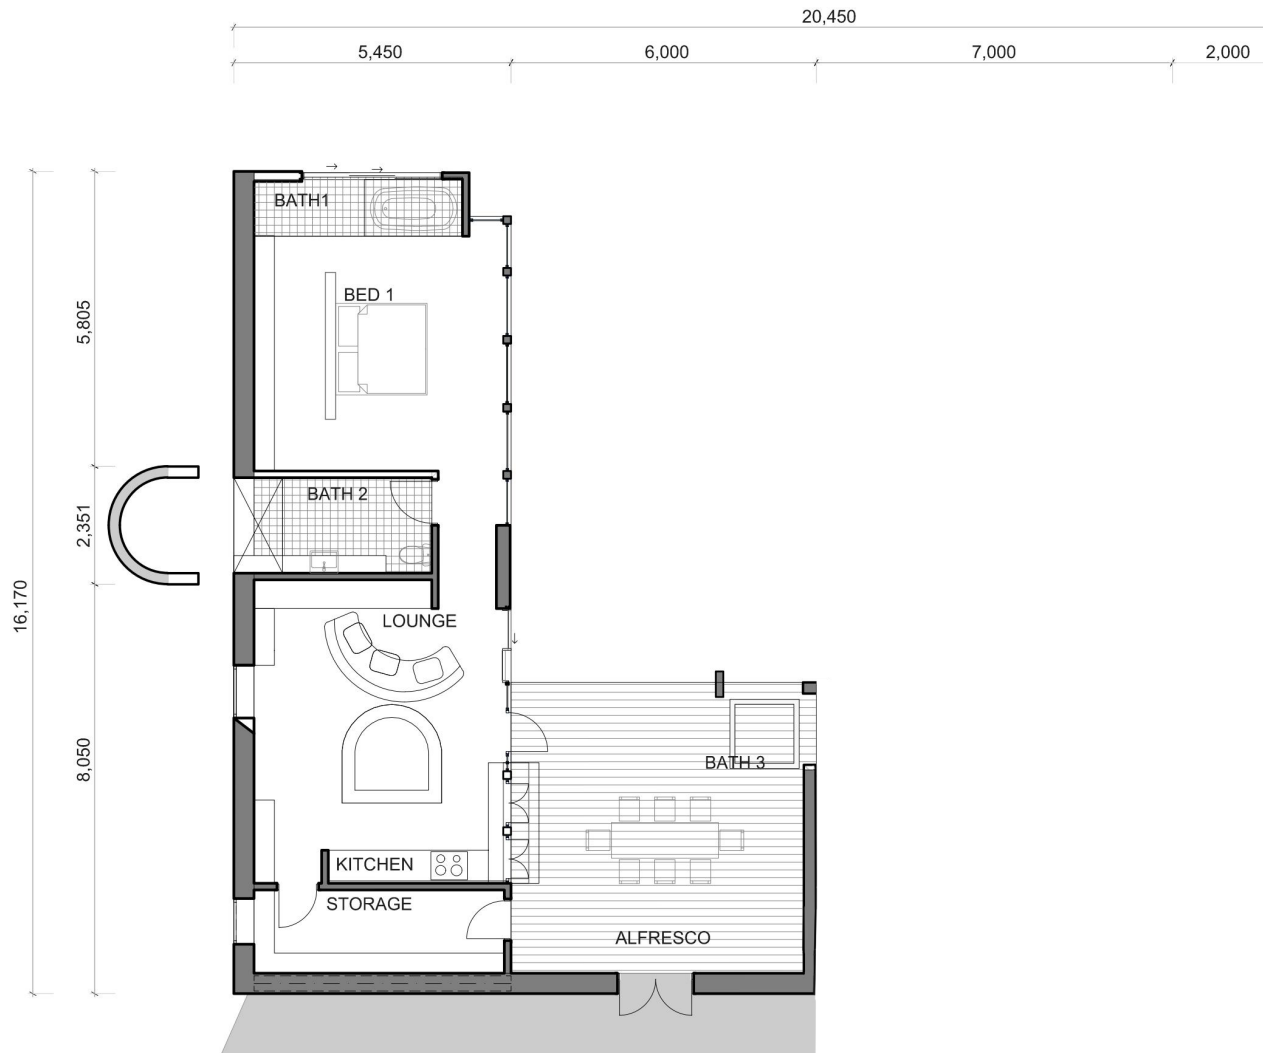 20,450
5,450
6,000
7,000
2,000
BATH1
BED 1
5,805
BATH 2
2,351
16,170
LOUNGE
8,050
BATH 3
KITCHEN
STORAGE
ALFRESCO